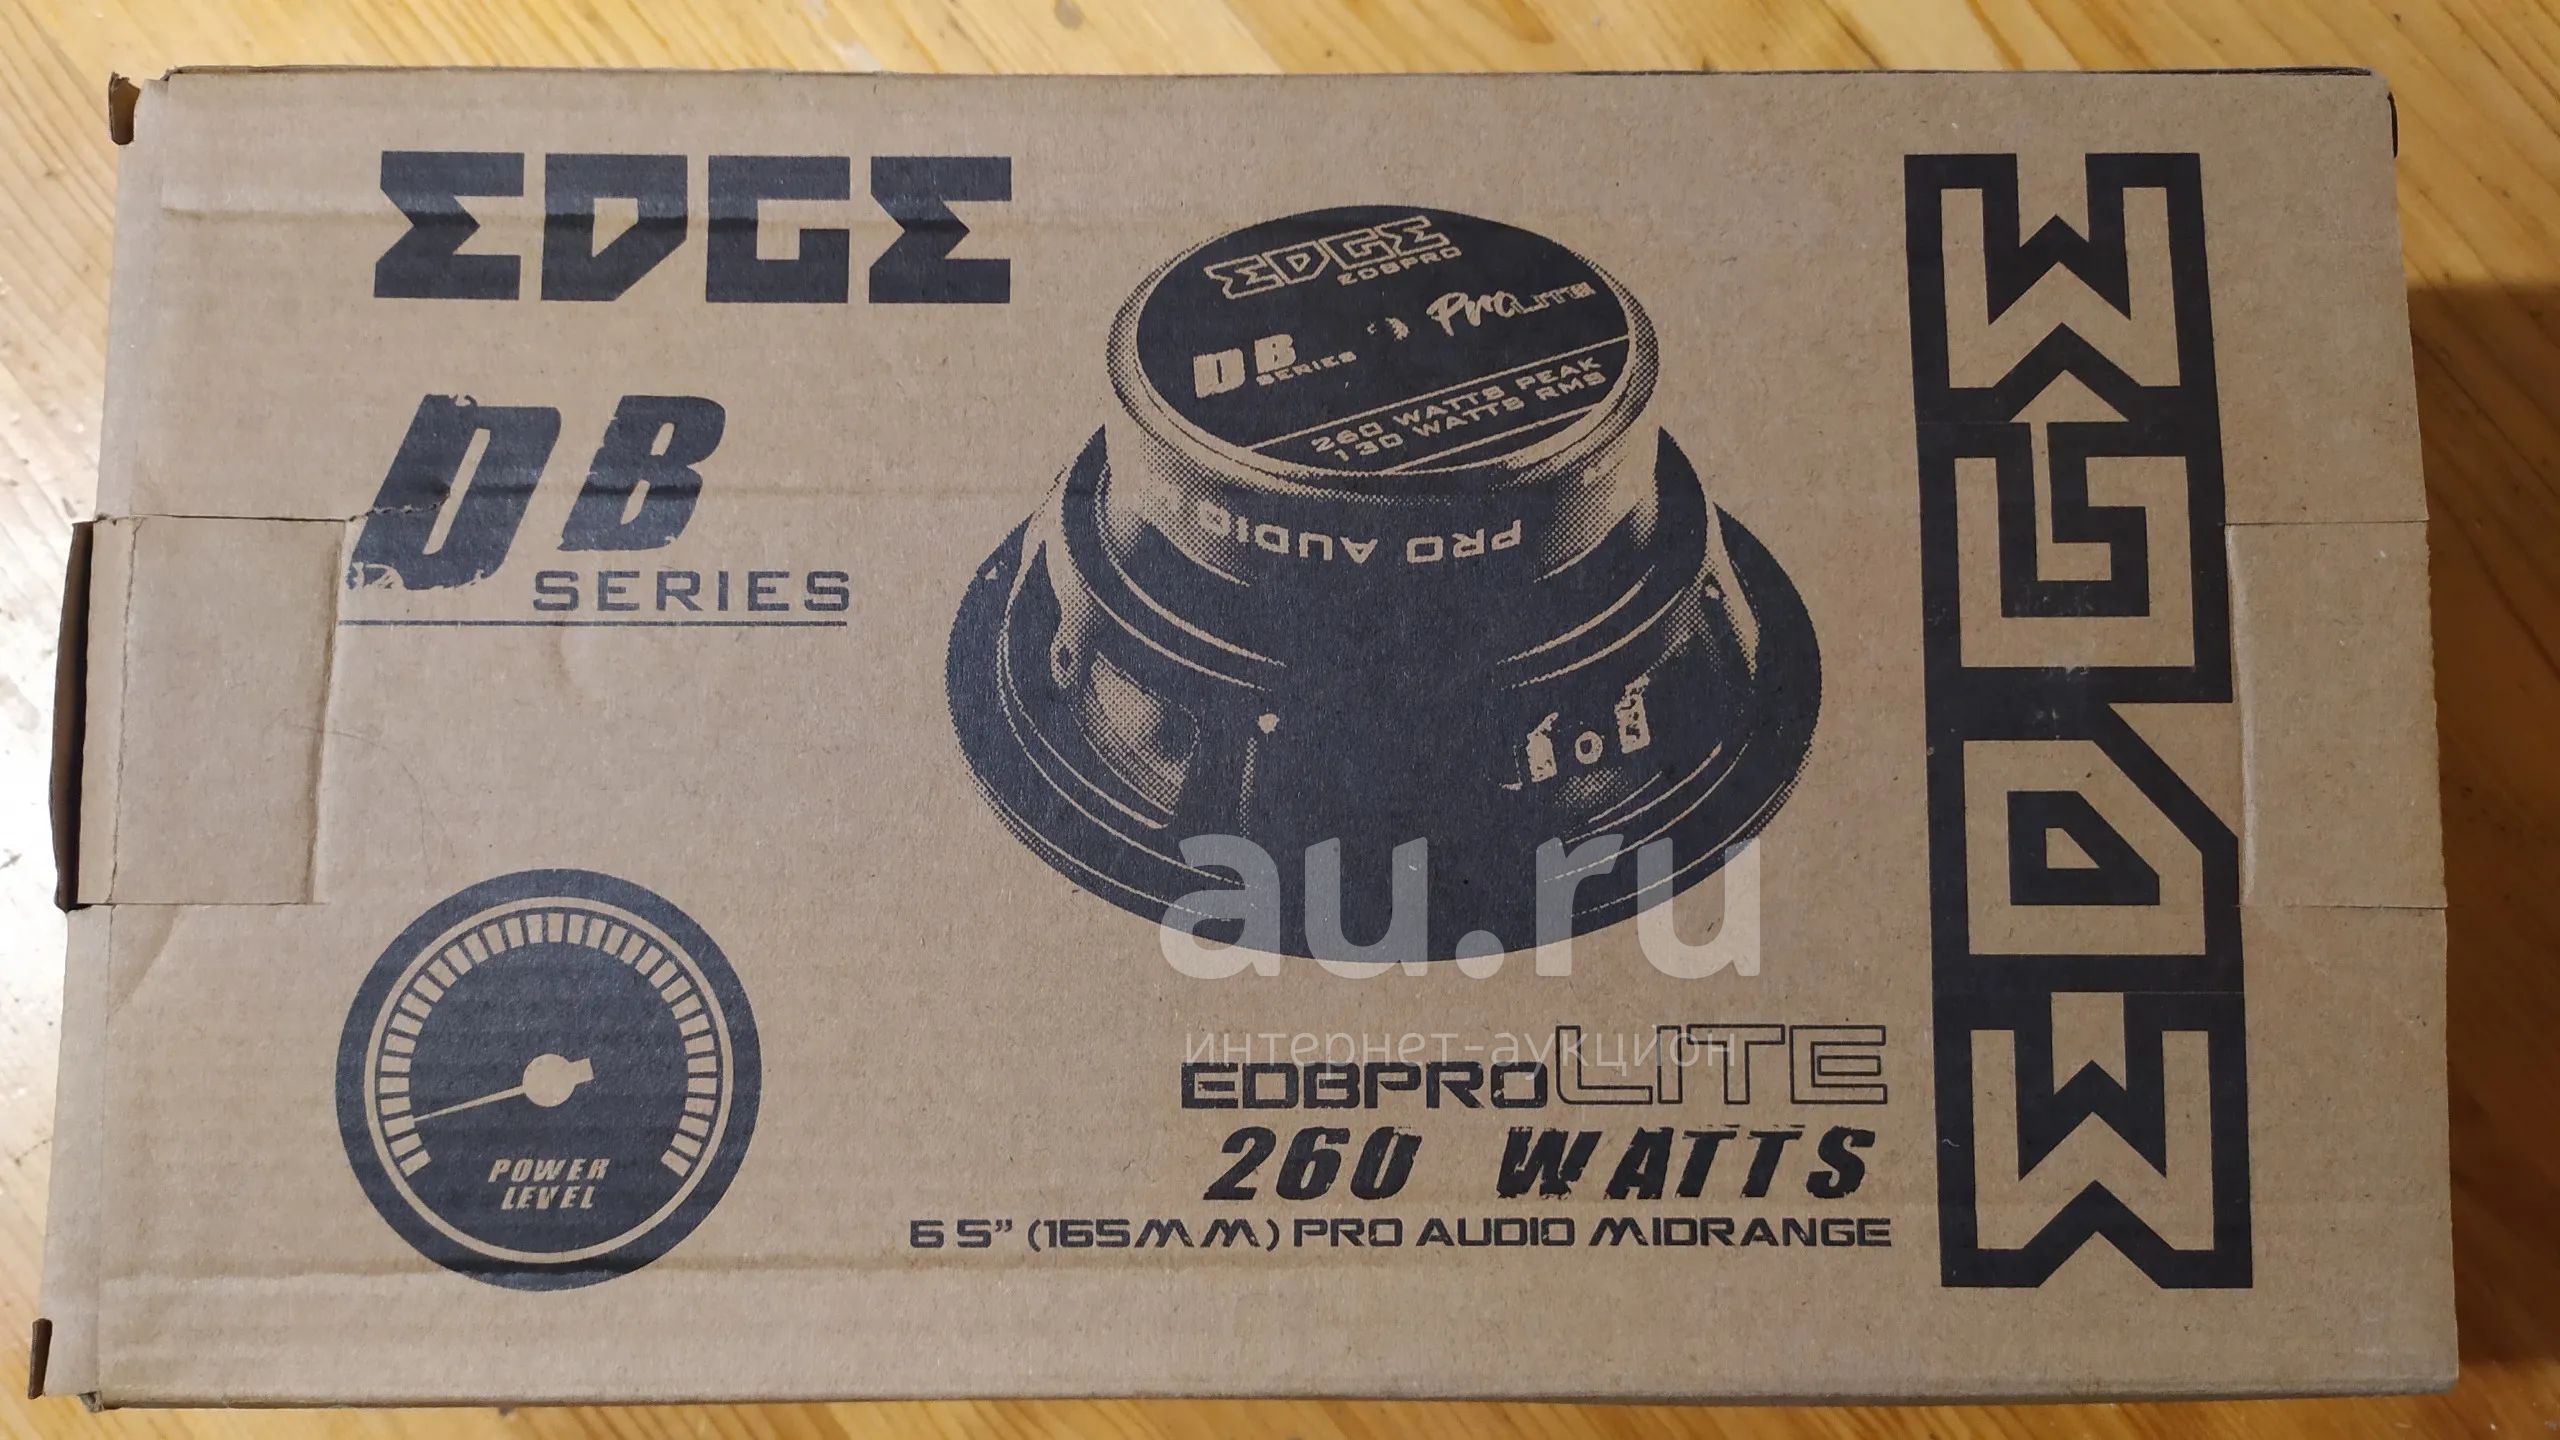 EDGE
DB
SERIES
EDGE
EDBPRO
DB SERIES ProLITE
260 WATTS PEAK
130 WATTS RMS
PRO AUDIO
POWER
LEVEL
au.ru
интернет-аукцион
EDBPROLITE
260 WATTS
6 5" (165MM) PRO AUDIO MIDRANGE